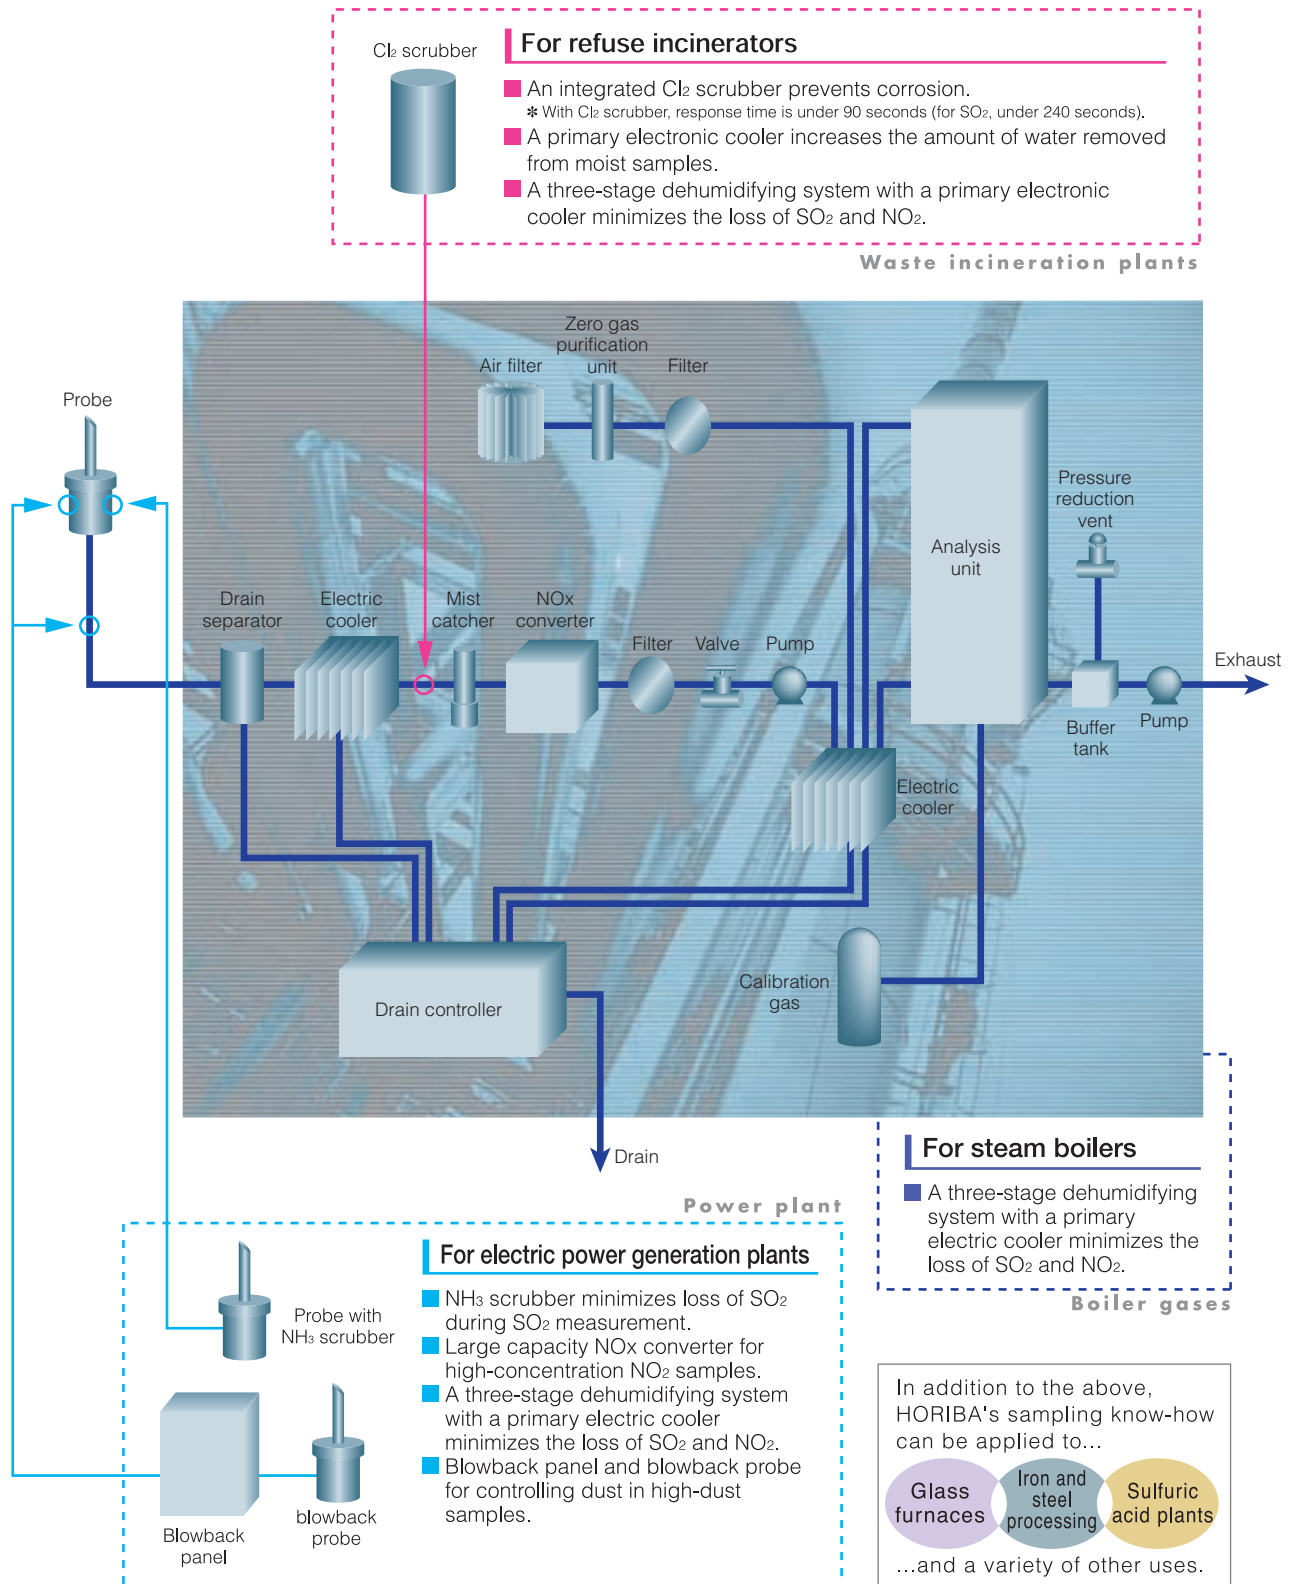 Cl₂ scrubber
For refuse incinerators
An integrated Cl₂ scrubber prevents corrosion.
✽ With Cl₂ scrubber, response time is under 90 seconds (for SO₂, under 240 seconds).
A primary electronic cooler increases the amount of water removed
from moist samples.
A three-stage dehumidifying system with a primary electronic
cooler minimizes the loss of SO₂ and NO₂.
Waste incineration plants
Zero gas
purification
unit
Air filter
Filter
Probe
Pressure
reduction
vent
Analysis
unit
Drain
separator
Electric
cooler
Mist
catcher
NOx
converter
Filter
Valve
Pump
Exhaust
Buffer
tank
Pump
Electric
cooler
Calibration
gas
Drain controller
Drain
For steam boilers
A three-stage dehumidifying
system with a primary
electric cooler minimizes the
loss of SO₂ and NO₂.
Boiler gases
Power plant
For electric power generation plants
NH₃ scrubber minimizes loss of SO₂
during SO₂ measurement.
Large capacity NOx converter for
high-concentration NO₂ samples.
A three-stage dehumidifying system
with a primary electric cooler
minimizes the loss of SO₂ and NO₂.
Blowback panel and blowback probe
for controlling dust in high-dust
samples.
Probe with
NH₃ scrubber
Blowback
panel
blowback
probe
In addition to the above,
HORIBA's sampling know-how
can be applied to...
Glass
furnaces
Iron and
steel
processing
Sulfuric
acid plants
...and a variety of other uses.